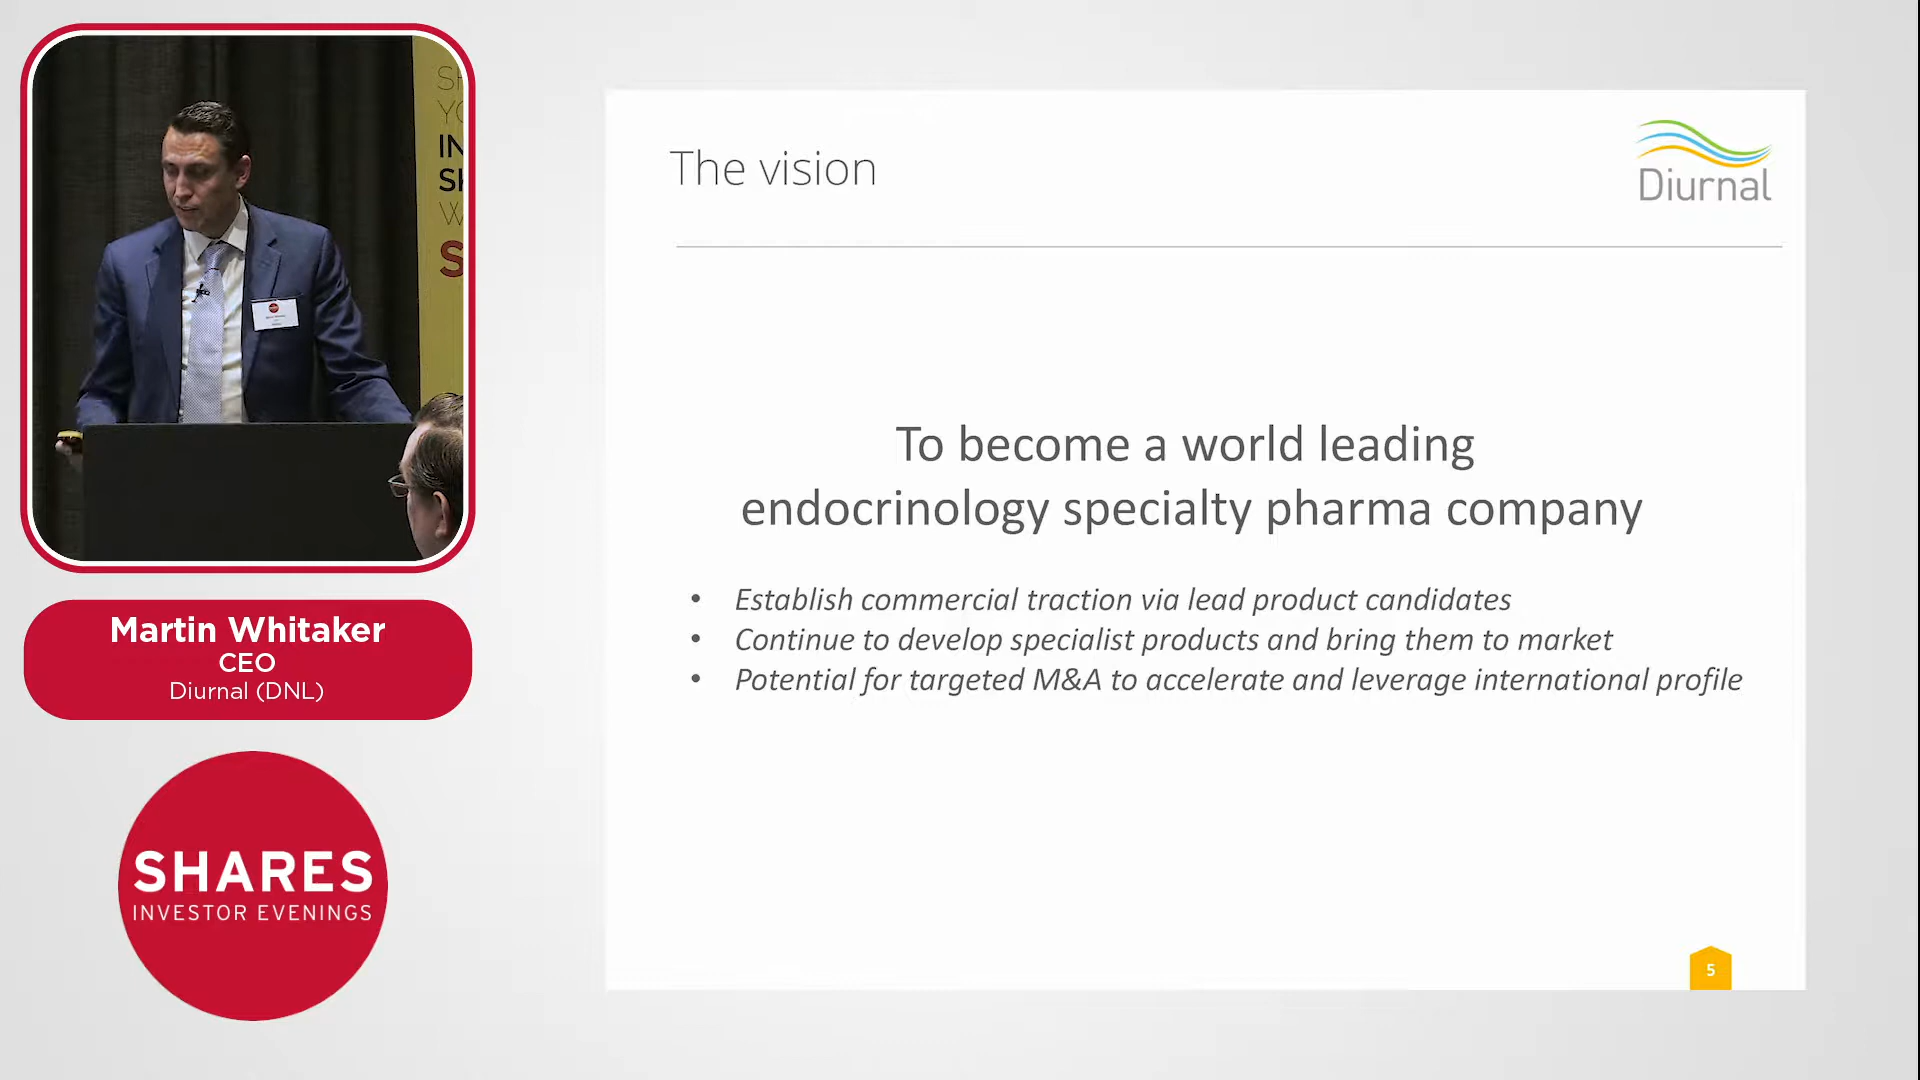 IN
SH
S
Martin Whitaker
CEO
Diurnal (DNL)
SHARES
INVESTOR EVENINGS
The vision
Diurnal
To become a world leading
endocrinology specialty pharma company
• Establish commercial traction via lead product candidates
• Continue to develop specialist products and bring them to market
• Potential for targeted M&A to accelerate and leverage international profile
5